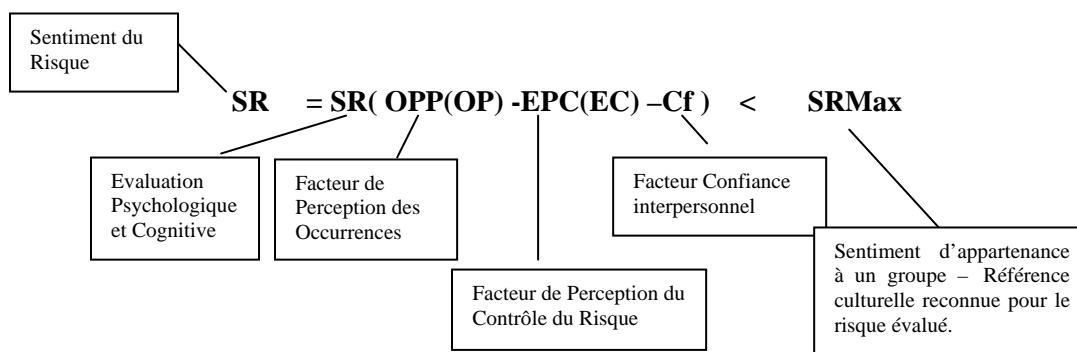 Sentiment du
Risque
SR = SR( OPP(OP) -EPC(EC) –Cf ) < SRMax
Evaluation
Psychologique
et Cognitive
Facteur de
Perception des
Occurrences
Facteur Confiance
interpersonnel
Sentiment d’appartenance
à un groupe – Référence
culturelle reconnue pour le
risque évalué.
Facteur de Perception du
Contrôle du Risque